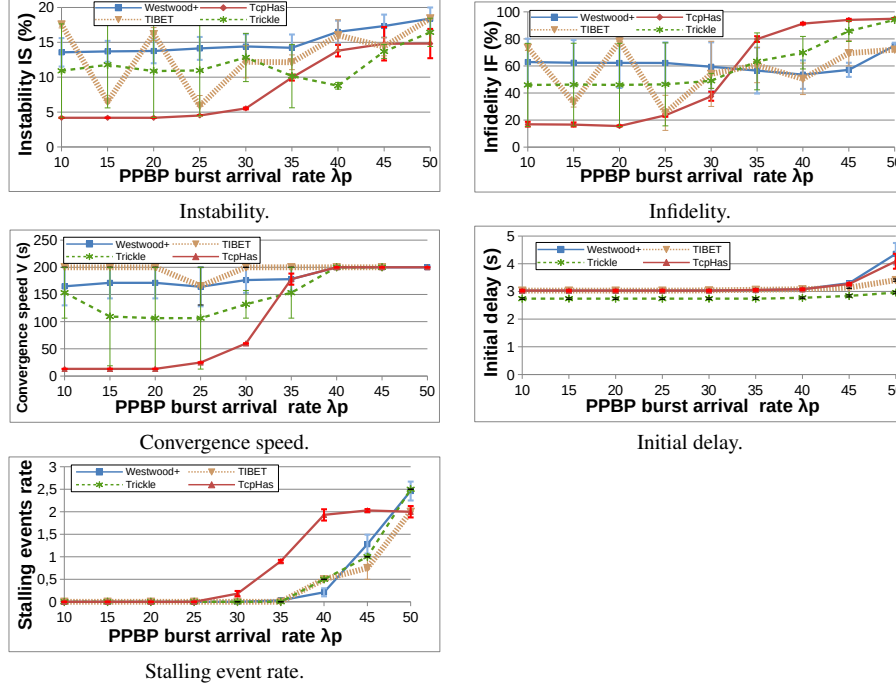 Instability IS (%)
20
15
10
5
0
Westwood+
TcpHas
TIBET
Trickle
10 15 20 25 30 35 40 45 50
PPBP burst arrival rate λp
Instability.
Infidelity IF (%)
100
80
60
40
20
0
Westwood+
TIBET
TcpHas
Trickle
10 15 20 25 30 35 40 45 50
PPBP burst arrival rate λp
Infidelity.
Convergence speed V (s)
250
200
150
100
50
0
Westwood+
TIBET
Trickle
TcpHas
10 15 20 25 30 35 40 45 50
PPBP burst arrival rate λp
Convergence speed.
Initial delay (s)
5
4
3
2
1
0
Westwood+
TIBET
Trickle
TcpHas
10 15 20 25 30 35 40 45 50
PPBP burst arrival rate λp
Initial delay.
Stalling events rate
3
2,5
2
1,5
1
0,5
0
Westwood+
TIBET
Trickle
TcpHas
10 15 20 25 30 35 40 45 50
PPBP burst arrival rate λp
Stalling event rate.